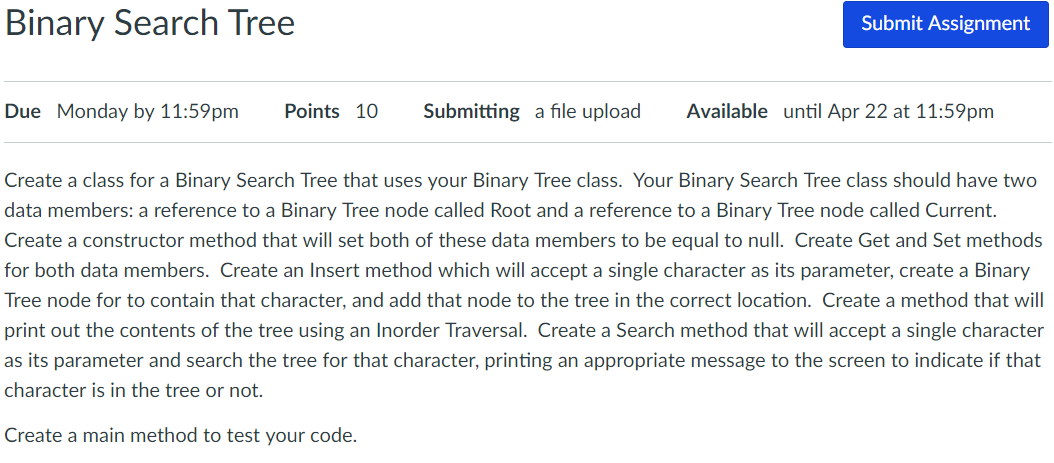 Binary Search Tree
Submit Assignment
Due Monday by 11:59pm Points 10 Submitting a file upload Available until Apr 22 at 11:59pm
Create a class for a Binary Search Tree that uses your Binary Tree class. Your Binary Search Tree class should have two
data members: a reference to a Binary Tree node called Root and a reference to a Binary Tree node called Current.
Create a constructor method that will set both of these data members to be equal to null. Create Get and Set methods
for both data members. Create an Insert method which will accept a single character as its parameter, create a Binary
Tree node for to contain that character, and add that node to the tree in the correct location. Create a method that will
print out the contents of the tree using an Inorder Traversal. Create a Search method that will accept a single character
as its parameter and search the tree for that character, printing an appropriate message to the screen to indicate if that
character is in the tree or not.
Create a main method to test your code.